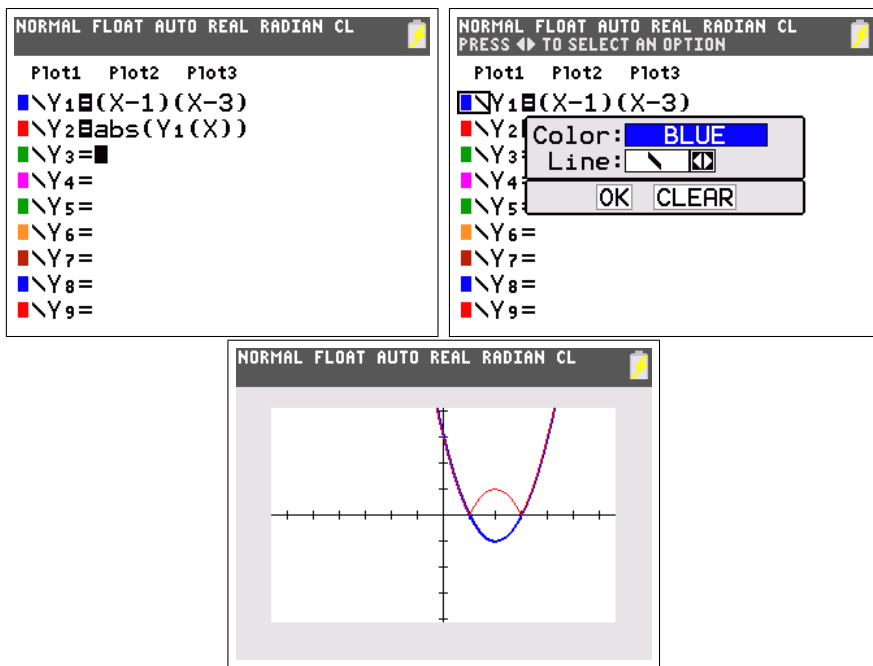 NORMAL FLOAT AUTO REAL RADIAN CL
Plot1 Plot2 Plot3
Y1=(X-1)(X-3)
Y2=abs(Y1(X))
Y3=
Y4=
Y5=
Y6=
Y7=
Y8=
Y9=
NORMAL FLOAT AUTO REAL RADIAN CL
PRESS ◀▶ TO SELECT AN OPTION
Plot1 Plot2 Plot3
Y1=(X-1)(X-3)
Y2
Color: BLUE
Y3
Line:
Y4
Y5
OK CLEAR
Y6=
Y7=
Y8=
Y9=
NORMAL FLOAT AUTO REAL RADIAN CL